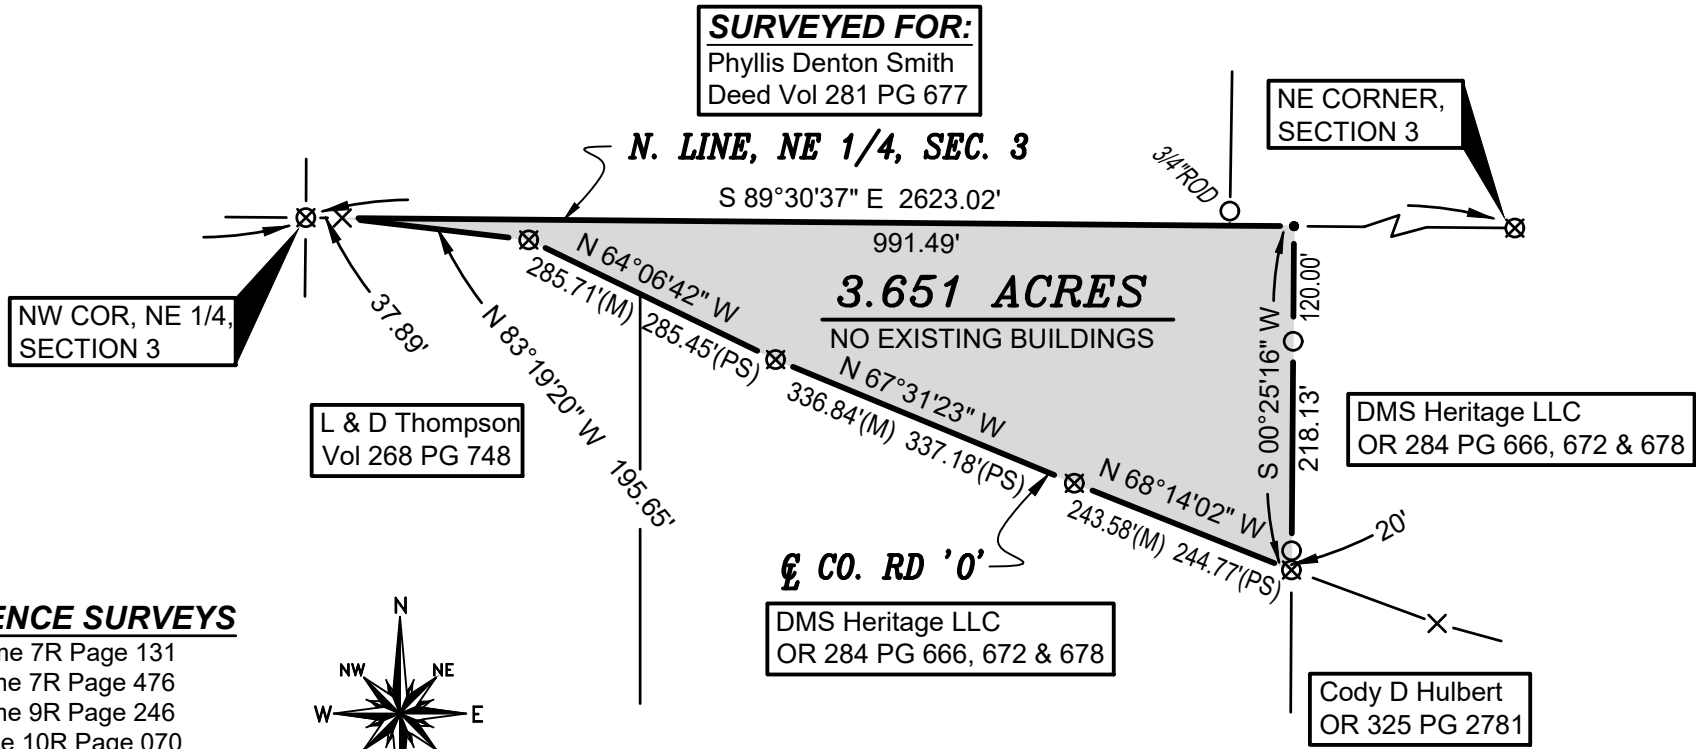 SURVEYED FOR:
Phyllis Denton Smith
Deed Vol 281 PG 677
NE CORNER,
SECTION 3
N. LINE, NE 1/4, SEC. 3
3/4"ROD
S 89°30'37" E 2623.02'
991.49'
3.651 ACRES
NO EXISTING BUILDINGS
NW COR, NE 1/4,
SECTION 3
37.89'
N 83°19'20" W 195.65'
N 64°06'42" W
285.71'(M) 285.45'(PS)
N 67°31'23" W
336.84'(M) 337.18'(PS)
N 68°14'02" W
243.58'(M) 244.77'(PS)
S 00°25'16" W
120.00'
218.13'
20'
L & D Thompson
Vol 268 PG 748
DMS Heritage LLC
OR 284 PG 666, 672 & 678
℄ CO. RD 'O'
DMS Heritage LLC
OR 284 PG 666, 672 & 678
Cody D Hulbert
OR 325 PG 2781
ENCE SURVEYS
me 7R Page 131
me 7R Page 476
me 9R Page 246
e 10R Page 070
N
NW
NE
W
E